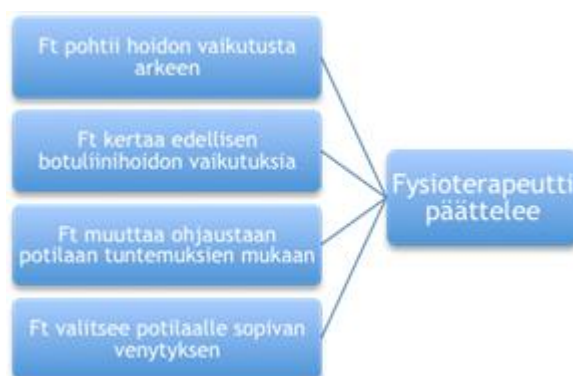 Ft pohtii hoidon vaikutusta
arkeen
Ft kertaa edellisen
botuliinihoidon vaikutuksia
Ft muuttaa ohjaustaan
potilaan tuntemuksien mukaan
Ft valitsee potilaalle sopivan
venytyksen
Fysioterapeutti
päättelee